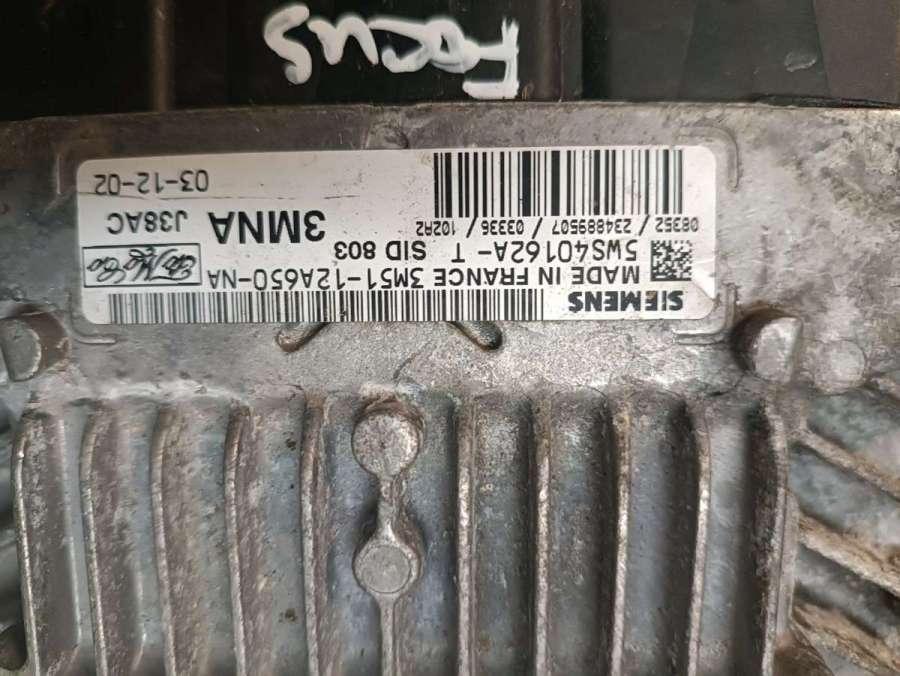 SIEMENS
MADE IN FRANCE 3M51-12A650-NA
5WS40162A-T SID 803
08352 / 234889507 / 03336 / 102A2
3MNA
J38AC
03-12-02
FOCUS